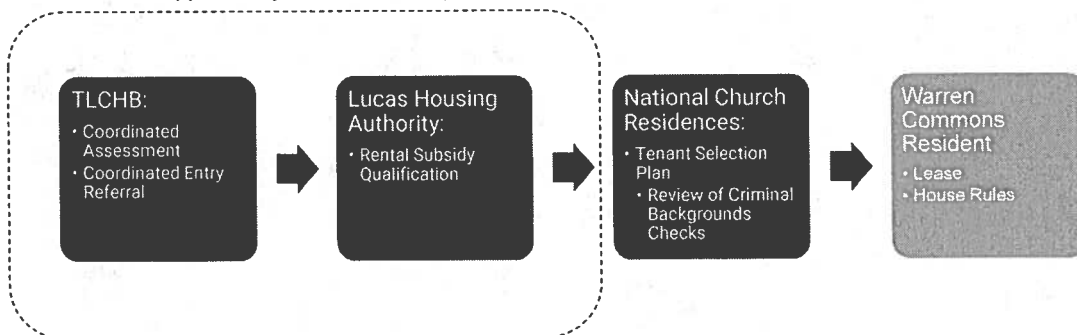 TLCHB:
• Coordinated
Assessment
• Coordinated Entry
Referral
Lucas Housing
Authority:
• Rental Subsidy
Qualification
National Church
Residences:
• Tenant Selection
Plan
• Review of Criminal
Backgrounds
Checks
Warren
Commons
Resident
• Lease
• House Rules